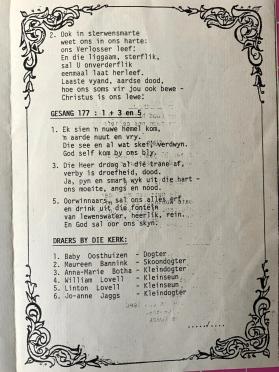 2. Ook in sterwensmarte
weet ons in ons harte:
ons Verlosser leef:
En die liggaam, sterflik,
sal U onverderflik
eenmaal laat herleef.
Laaste vyand, aardse dood,
hoe ons soms vir jou ook bewe -
Christus is ons lewe!
GESANG 177 : 1 + 3 en 5
1. Ek sien 'n nuwe hemel kom,
'n aarde nuut en vry.
Die see en al wat skei, verdwyn.
God self kom by ons bly.
3. Die Heer droog al die trane af,
verby is droefheid, dood.
Ja, pyn en smart wyk uit die hart -
ons moeite, angs en nood.
5. Oorwinnaars, sal ons alles erf
en drink uit die fontein
van lewenswater, heerlik, rein.
En God sal oor ons skyn.
DRAERS BY DIE KERK:
1. Baby Oosthuizen - Dogter
2. Maureen Bannink - Skoondogter
3. Anna-Marie Botha - Kleindogter
4. William Lovell - Kleinseun
5. Linton Lovell - Kleinseun
6. Jo-anne Jaggs - Kleindogter
........